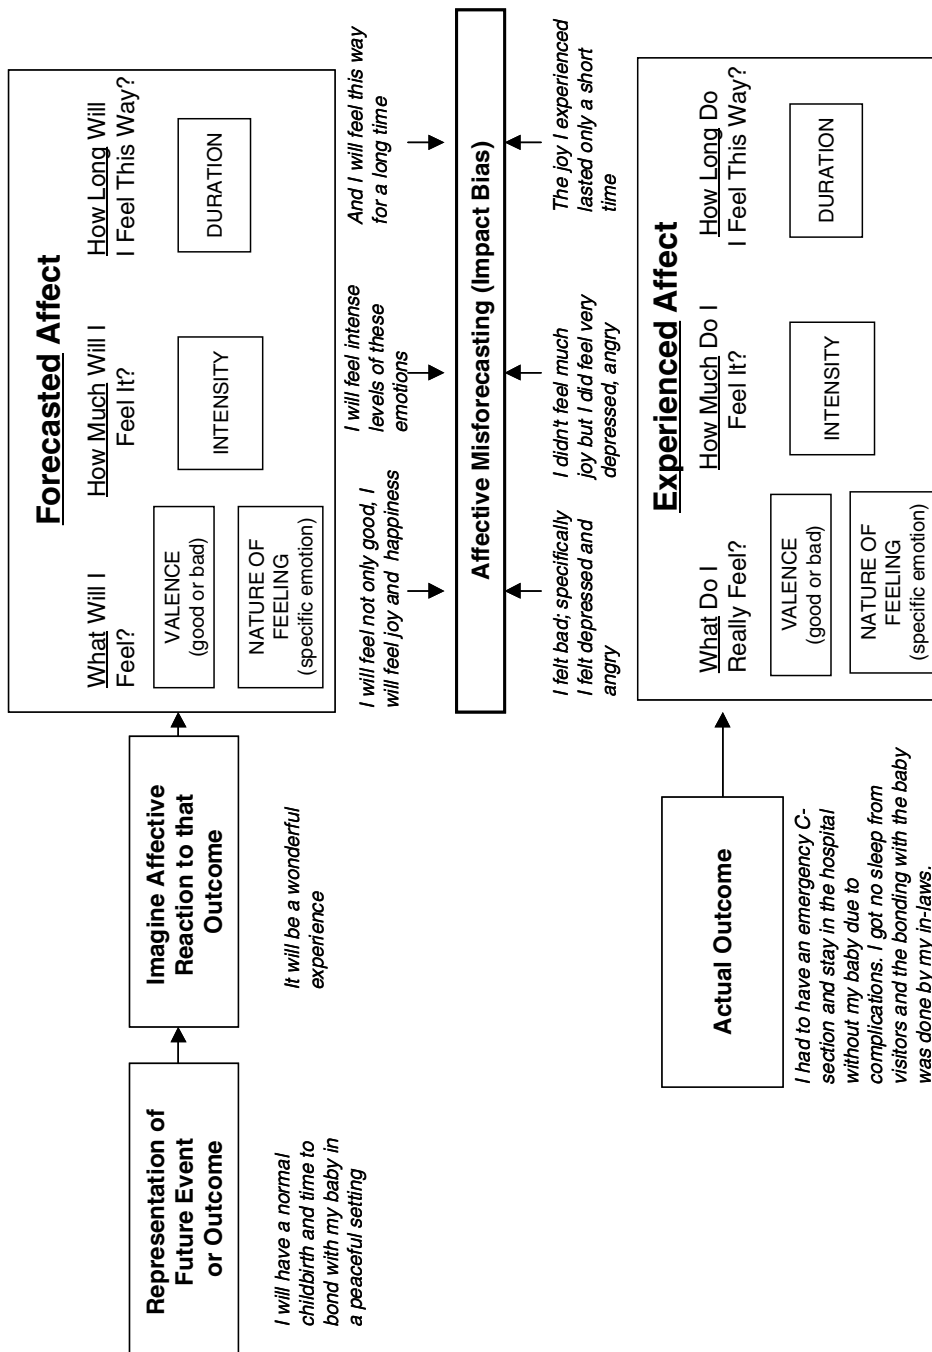 Representation of
Future Event
or Outcome
I will have a normal
childbirth and time to
bond with my baby in
a peaceful setting
Imagine Affective
Reaction to that
Outcome
It will be a wonderful
experience
Forecasted Affect
What Will I
Feel?
VALENCE
(good or bad)
NATURE OF
FEELING
(specific emotion)
How Much Will I
Feel It?
INTENSITY
How Long Will
I Feel This Way?
DURATION
I will feel not only good, I
will feel joy and happiness
I will feel intense
levels of these
emotions
And I will feel this way
for a long time
Affective Misforecasting (Impact Bias)
I felt bad; specifically
I felt depressed and
angry
I didn't feel much
joy but I did feel very
depressed, angry
The joy I experienced
lasted only a short
time
Actual Outcome
I had to have an emergency C-
section and stay in the hospital
without my baby due to
complications. I got no sleep from
visitors and the bonding with the baby
was done by my in-laws.
Experienced Affect
What Do I
Really Feel?
VALENCE
(good or bad)
NATURE OF
FEELING
(specific emotion)
How Much Do I
Feel It?
INTENSITY
How Long Do
I Feel This Way?
DURATION